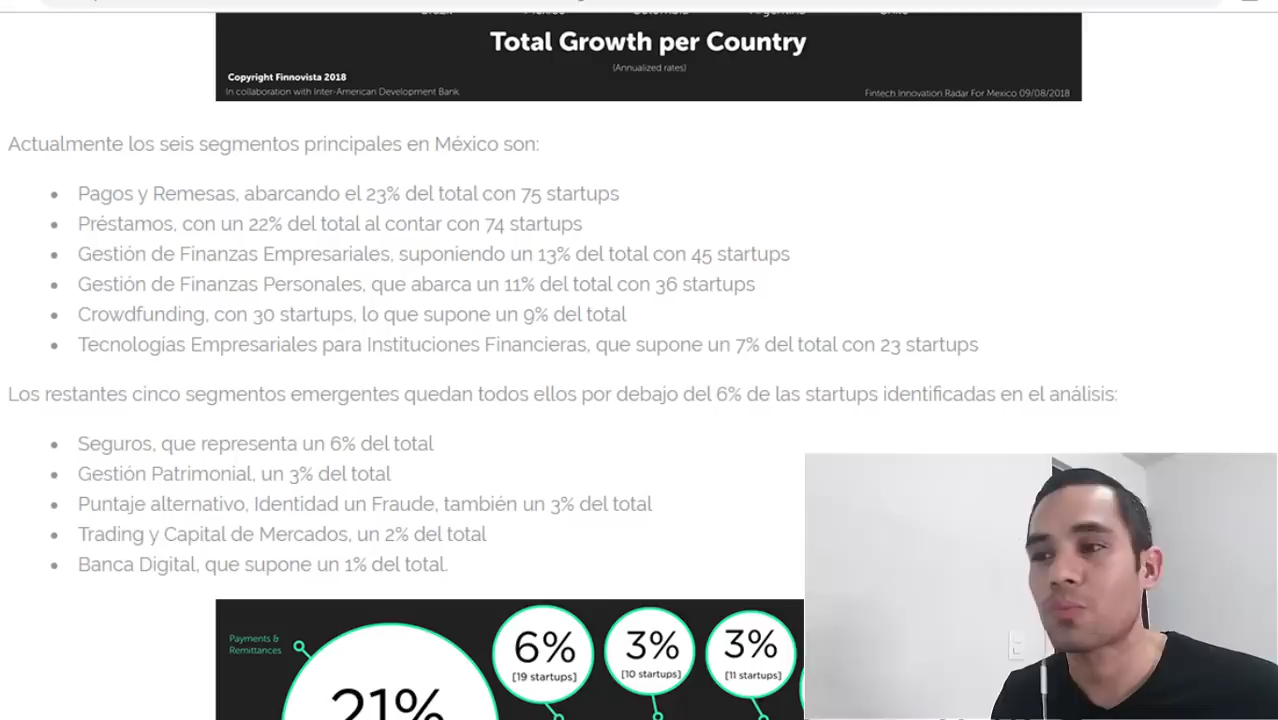 Total Growth per Country
(Annualized rates)
Copyright Finnovista 2018
In collaboration with Inter-American Development Bank
Fintech Innovation Radar For Mexico 09/08/2018
Actualmente los seis segmentos principales en México son:
• Pagos y Remesas, abarcando el 23% del total con 75 startups
• Préstamos, con un 22% del total al contar con 74 startups
• Gestión de Finanzas Empresariales, suponiendo un 13% del total con 45 startups
• Gestión de Finanzas Personales, que abarca un 11% del total con 36 startups
• Crowdfunding, con 30 startups, lo que supone un 9% del total
• Tecnologías Empresariales para Instituciones Financieras, que supone un 7% del total con 23 startups
Los restantes cinco segmentos emergentes quedan todos ellos por debajo del 6% de las startups identificadas en el análisis:
• Seguros, que representa un 6% del total
• Gestión Patrimonial, un 3% del total
• Puntaje alternativo, Identidad un Fraude, también un 3% del total
• Trading y Capital de Mercados, un 2% del total
• Banca Digital, que supone un 1% del total.
Payments &
Remittances
21%
6%
[19 startups]
3%
[10 startups]
3%
[11 startups]